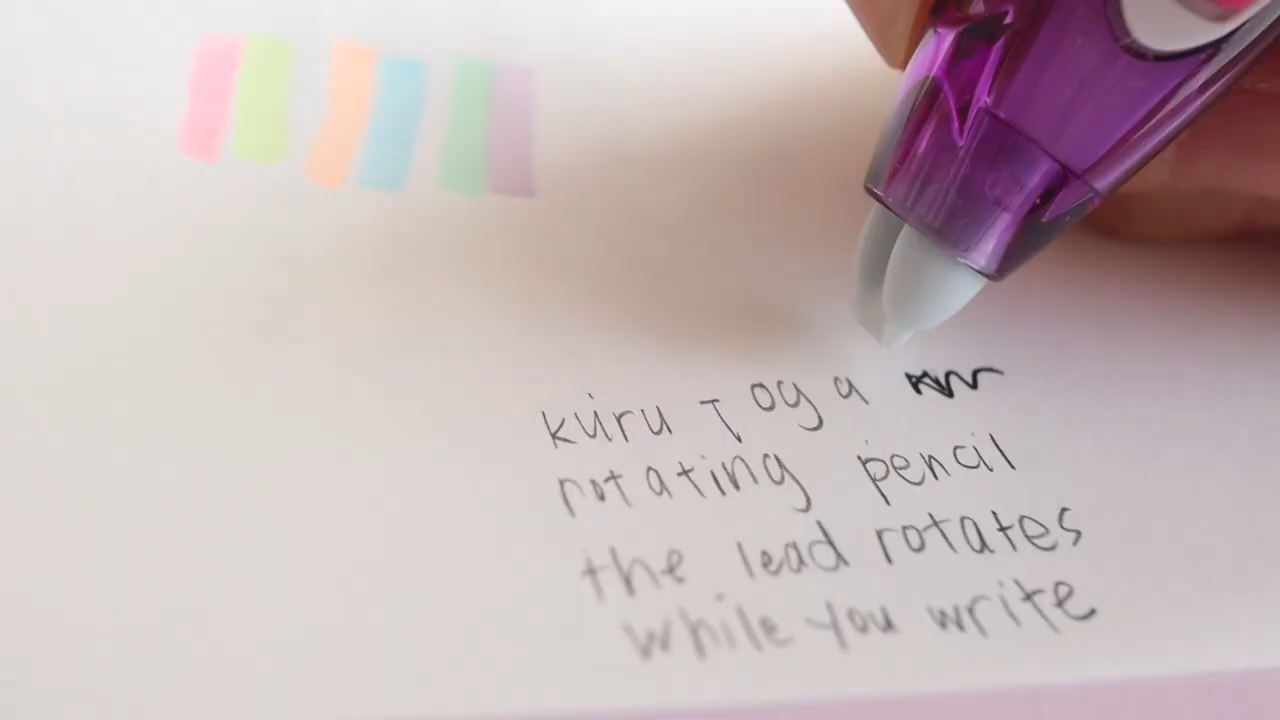 kuru Toga
rotating pencil
the lead rotates
while you write